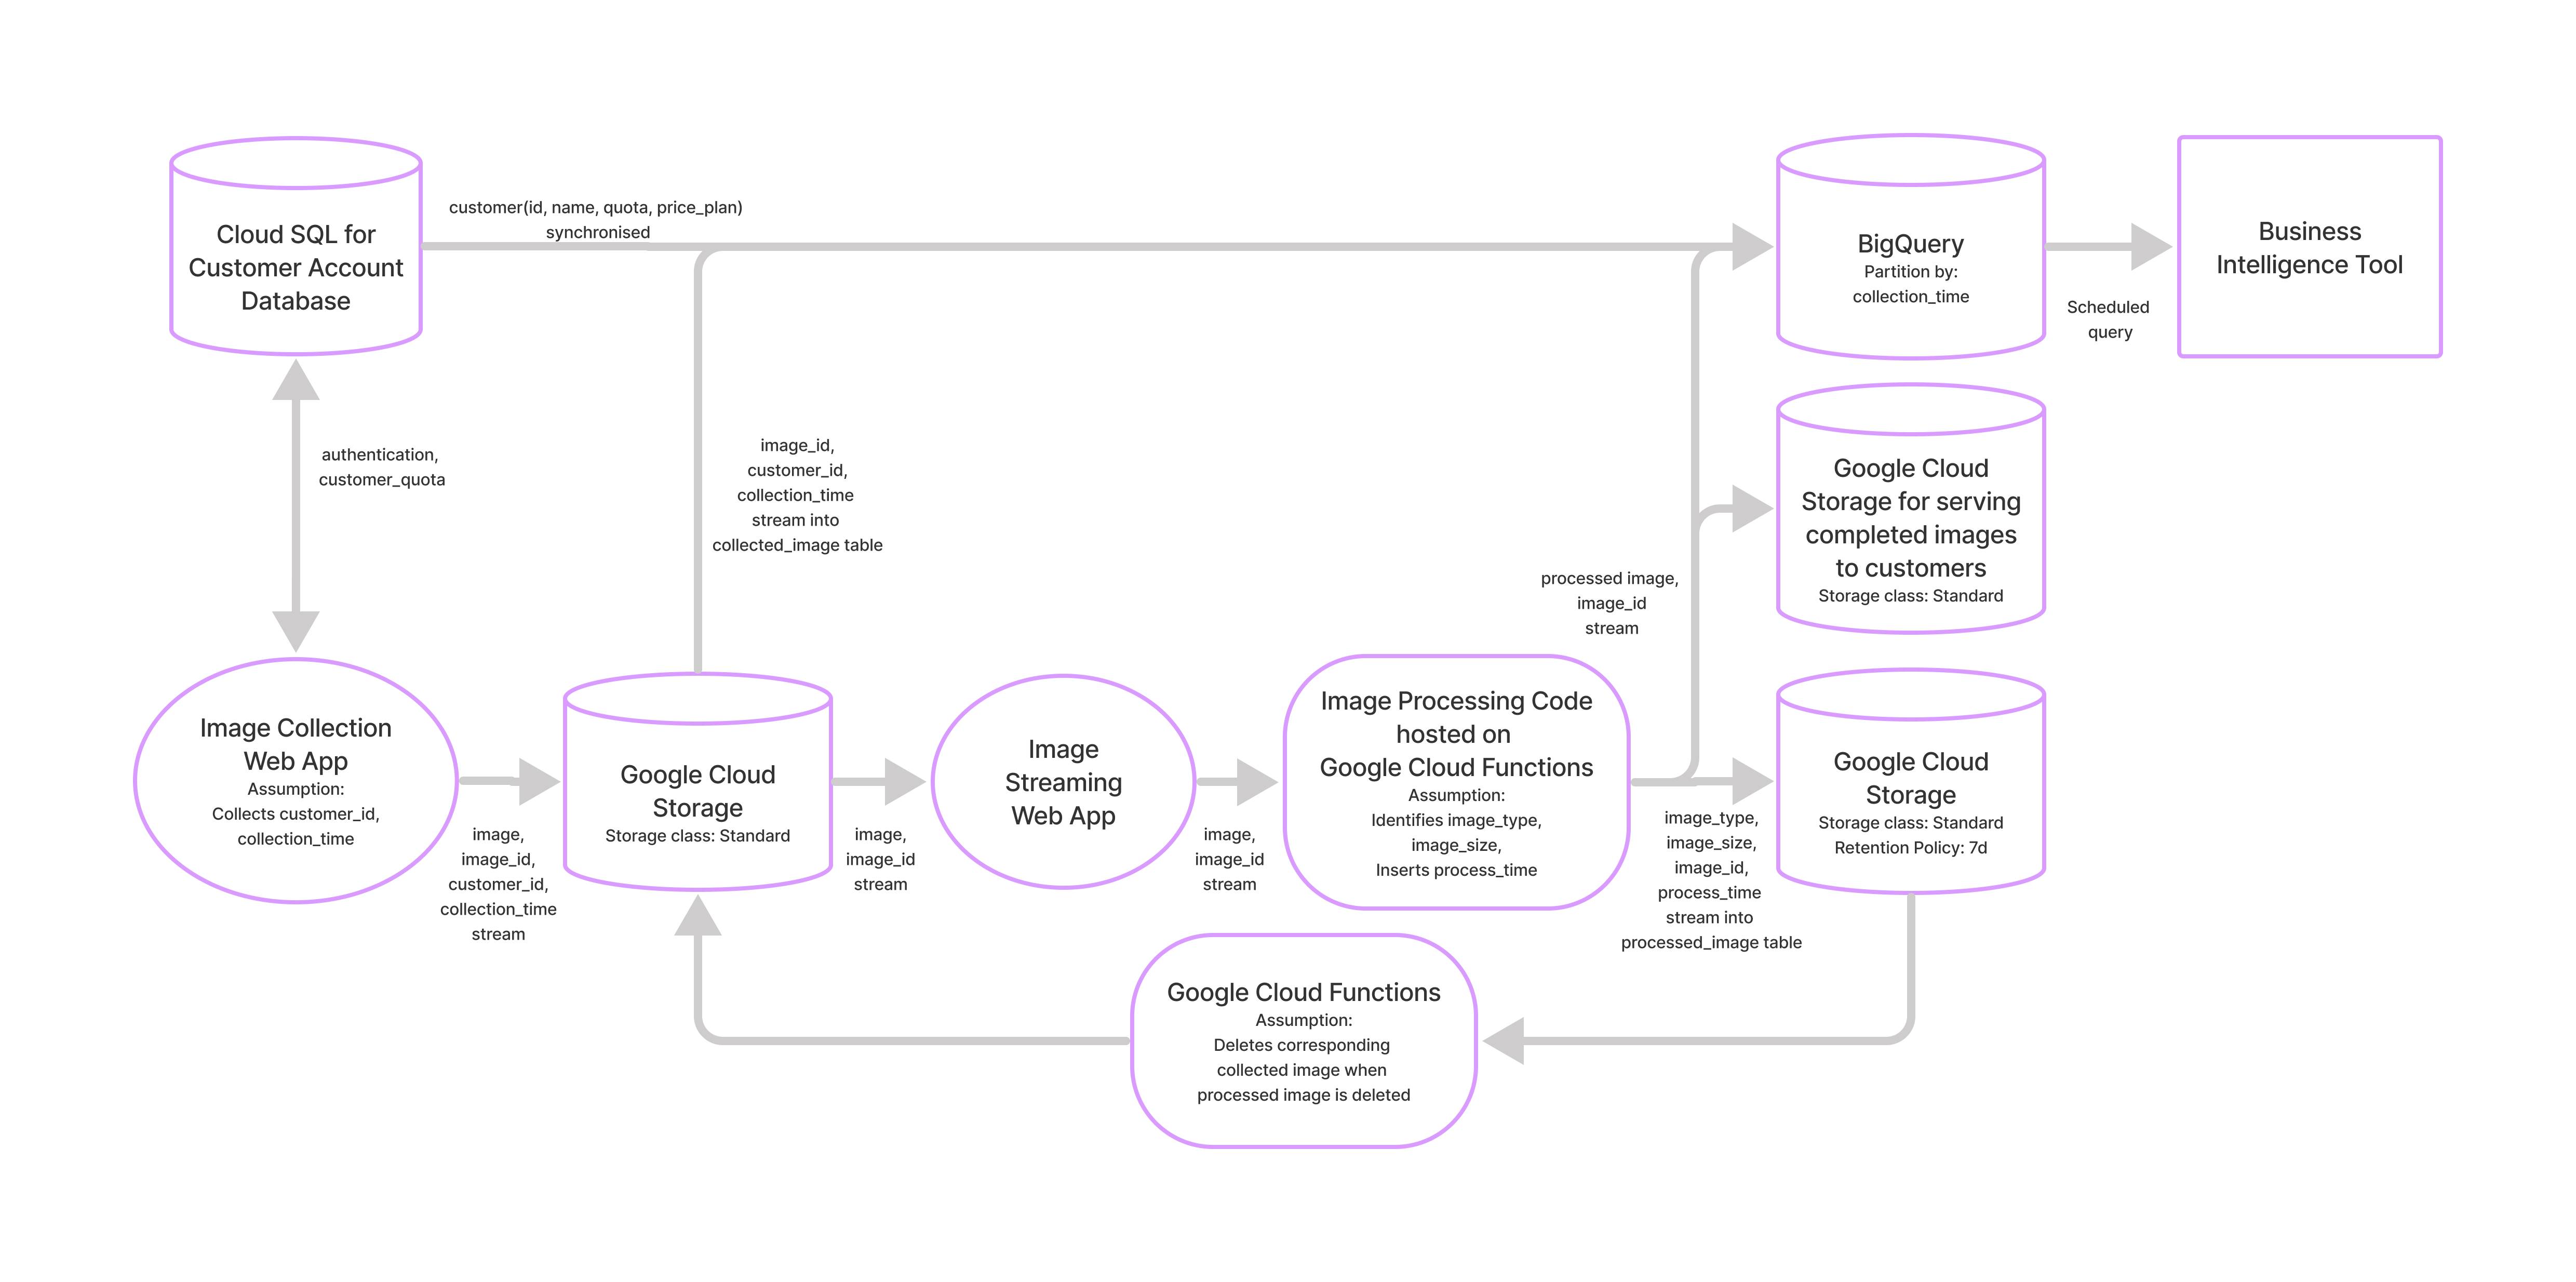 Cloud SQL for
Customer Account
Database
customer(id, name, quota, price_plan)
synchronised
BigQuery
Partition by:
collection_time
Scheduled
query
Business
Intelligence Tool
authentication,
customer_quota
image_id,
customer_id,
collection_time
stream into
collected_image table
Google Cloud
Storage for serving
completed images
to customers
Storage class: Standard
processed image,
image_id
stream
Image Collection
Web App
Assumption:
Collects customer_id,
collection_time
image,
image_id,
customer_id,
collection_time
stream
Google Cloud
Storage
Storage class: Standard
image,
image_id
stream
Image
Streaming
Web App
image,
image_id
stream
Image Processing Code
hosted on
Google Cloud Functions
Assumption:
Identifies image_type,
image_size,
Inserts process_time
image_type,
image_size,
image_id,
process_time
stream into
processed_image table
Google Cloud
Storage
Storage class: Standard
Retention Policy: 7d
Google Cloud Functions
Assumption:
Deletes corresponding
collected image when
processed image is deleted